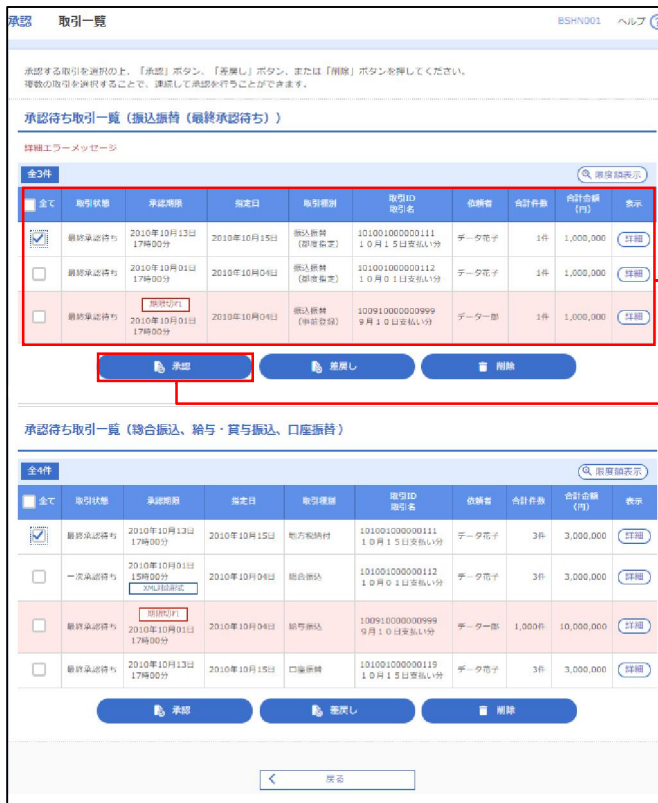 承認 取引一覧 BSHN001 ヘルプ
承認する取引を選択の上、「承認」ボタン、「差戻し」ボタン、または「削除」ボタンを押してください。
複数の取引を選択することで、連続して承認を行うことができます。
承認待ち取引一覧（振込振替（最終承認待ち））
詳細エラーメッセージ
全3件 限度額表示
全て 取引状態 承認期限 指定日 取引種別 取引ID 依頼者 合計件数 合計金額 表示
取引名 (円)
最終承認待ち 2010年10月13日 2010年10月15日 振込振替 101001000000111 データ花子 1件 1,000,000 詳細
17時00分 （都度指定） １０月１５日支払い分
最終承認待ち 2010年10月01日 2010年10月04日 振込振替 101001000000112 データ花子 1件 1,000,000 詳細
17時00分 （都度指定） １０月０１日支払い分
期限切れ
最終承認待ち 2010年10月01日 2010年10月04日 振込振替 100910000000999 データ一郎 1件 1,000,000 詳細
17時00分 （事前登録） ９月１０日支払い分
承認 差戻し 削除
承認待ち取引一覧（総合振込、給与・賞与振込、口座振替）
全4件 限度額表示
全て 取引状態 承認期限 指定日 取引種別 取引ID 依頼者 合計件数 合計金額 表示
取引名 (円)
最終承認待ち 2010年10月13日 2010年10月15日 地方税納付 101001000000111 データ花子 3件 3,000,000 詳細
17時00分 １０月１５日支払い分
一次承認待ち 2010年10月01日 2010年10月04日 総合振込 101001000000112 データ花子 3件 3,000,000 詳細
15時00分 １０月０１日支払い分
期限切れ
最終承認待ち 2010年10月01日 2010年10月04日 給与振込 100910000000999 データ一郎 1,000件 10,000,000 詳細
17時00分 ９月１０日支払い分
最終承認待ち 2010年10月13日 2010年10月15日 口座振替 101001000000119 データ花子 3件 3,000,000 詳細
17時00分 １０月１５日支払い分
承認 差戻し 削除
戻る